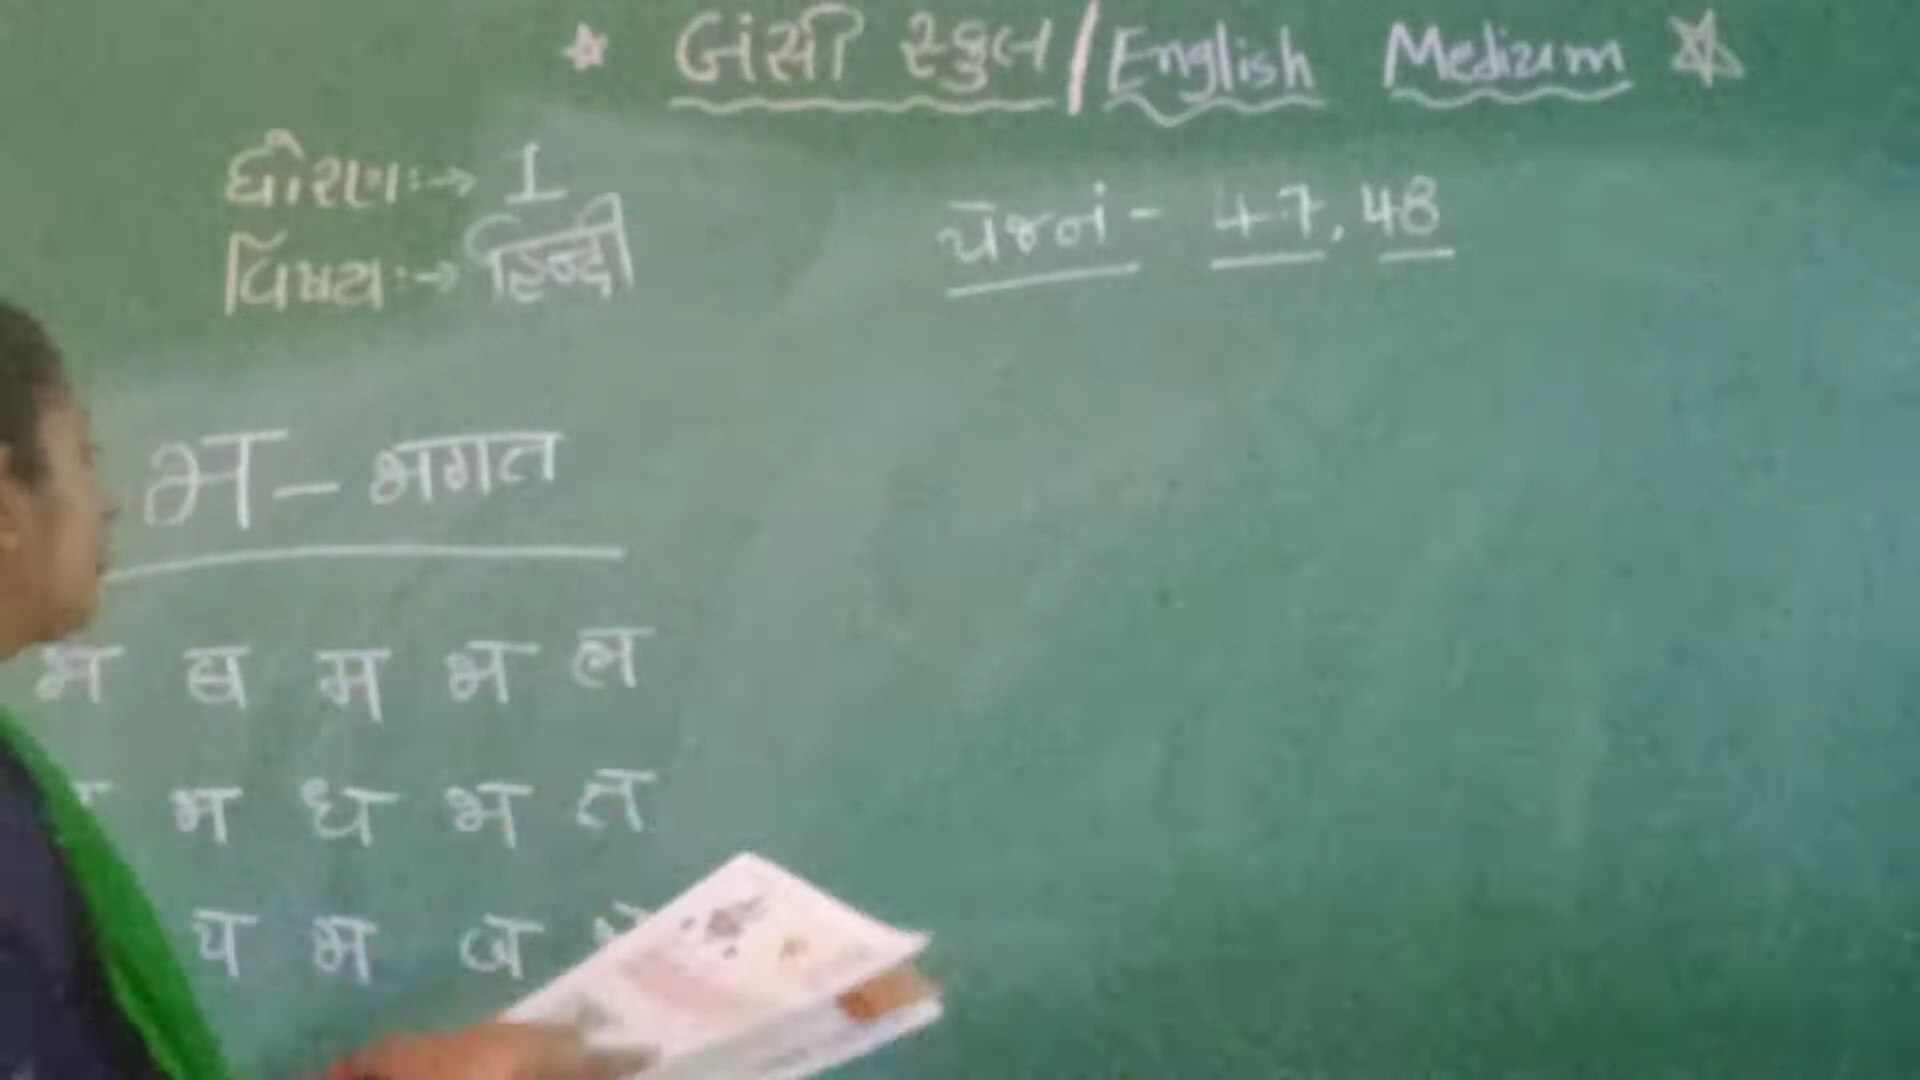 બંસી સ્કુલ / English Medium
ધોરણ :→ 1
વિષય :→ हिन्दी
પેજનં - 47, 48
भ - भगत
भ ब म भ ल
भ ध भ त
य भ ज